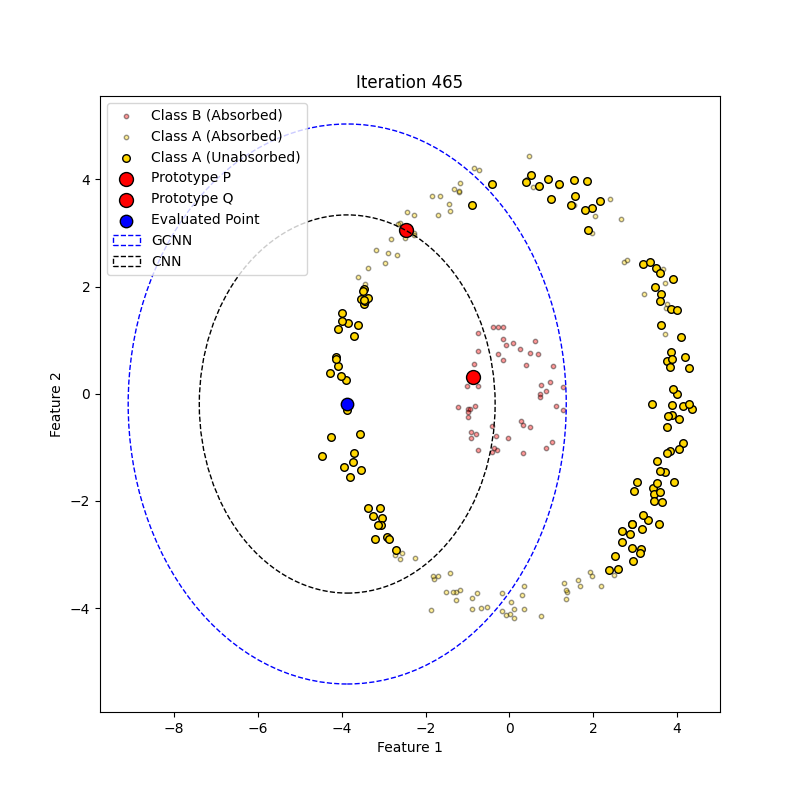 Iteration 465
Class B (Absorbed)
Class A (Absorbed)
Class A (Unabsorbed)
Prototype P
Prototype Q
Evaluated Point
GCNN
CNN
4
2
0
−2
−4
Feature 2
−8 −6 −4 −2 0 2 4
Feature 1